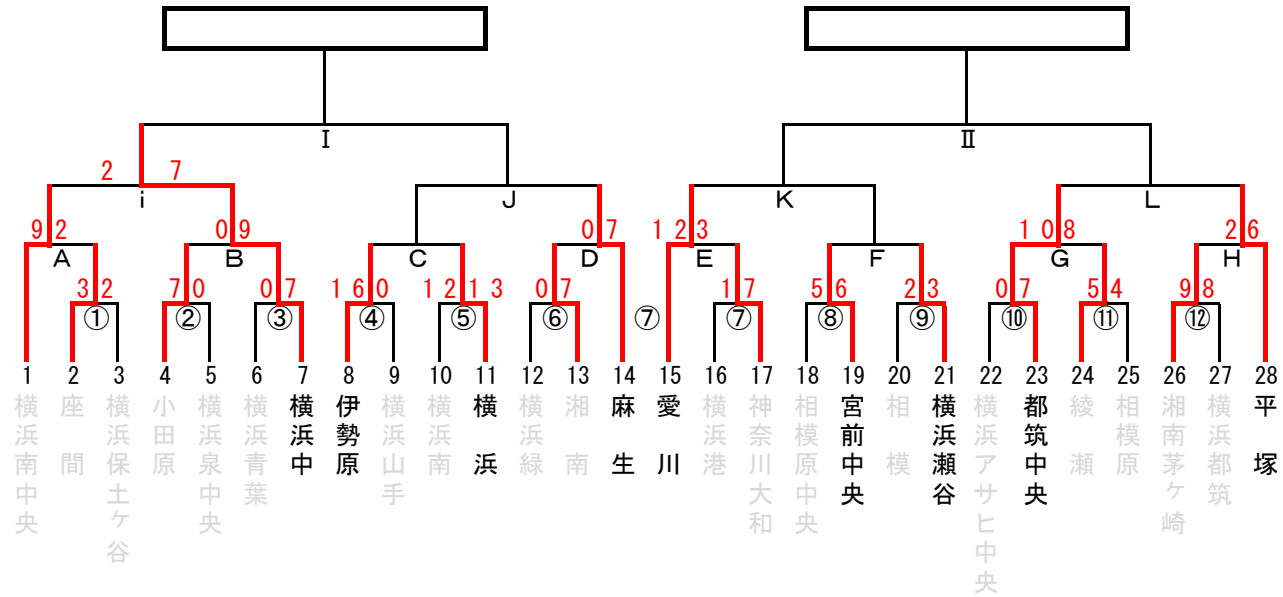 Ⅰ Ⅱ
2 7
i J K L
9 2 0 9 0 7 1 2 3 1 0 8 2 6
A B C D E F G H
3 2 7 0 0 7 1 6 0 1 2 1 3 0 7 1 7 5 6 2 3 0 7 5 4 9 8
① ② ③ ④ ⑤ ⑥ ⑦ ⑦ ⑧ ⑨ ⑩ ⑪ ⑫
1 2 3 4 5 6 7 8 9 10 11 12 13 14 15 16 17 18 19 20 21 22 23 24 25 26 27 28
横浜南中央
座間
横浜保土ヶ谷
小田原
横浜泉中央
横浜青葉
横浜中
伊勢原
横浜山手
横浜南
横浜
横浜緑
湘南
麻生
愛川
横浜港
神奈川大和
相模原中央
宮前中央
相模
横浜瀬谷
横浜アサヒ中央
都筑中央
綾瀬
相模原
湘南茅ケ崎
横浜都筑
平塚